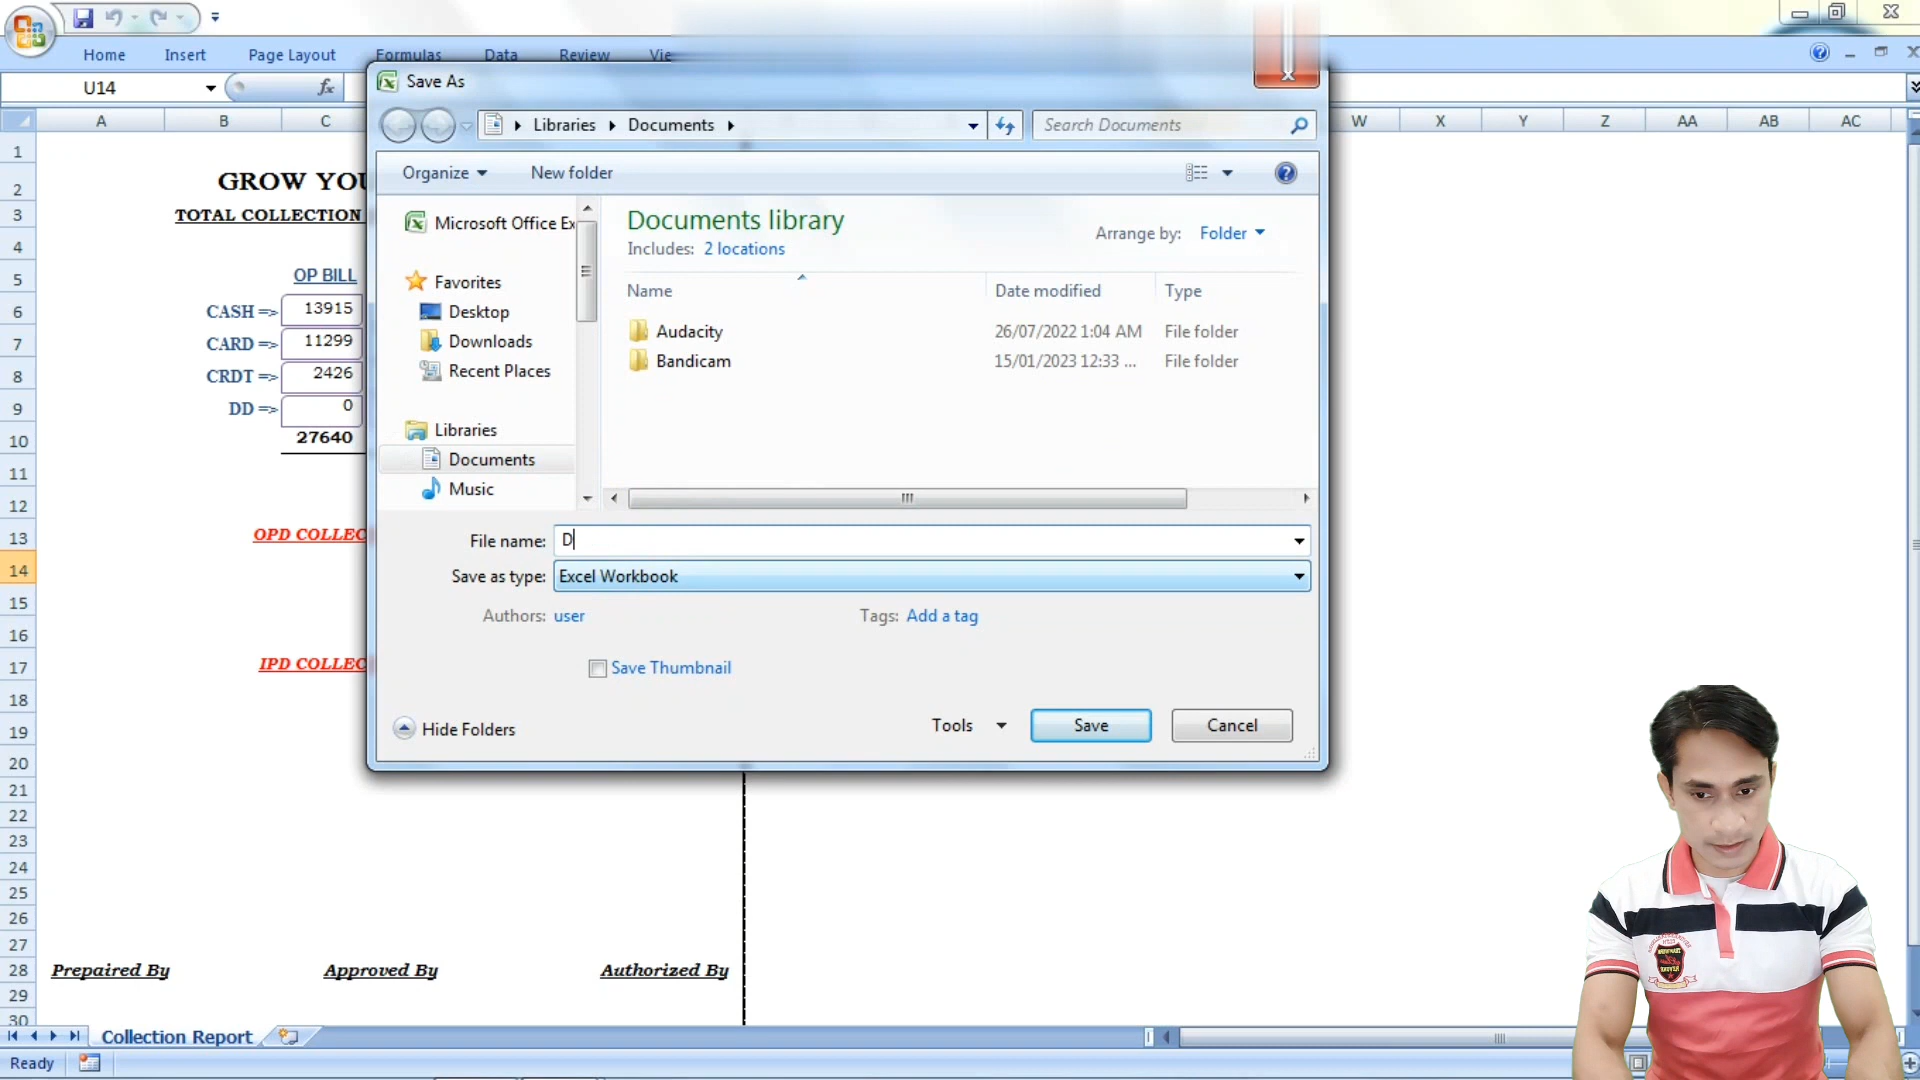 Home Insert Page Layout Formulas Data Review Vie
U14 fx
Save As
Libraries Documents
Search Documents
Organize New folder
Microsoft Office Ex
Favorites
Desktop
Downloads
Recent Places
Libraries
Documents
Music
Documents library
Includes: 2 locations
Arrange by: Folder
Name Date modified Type
Audacity 26/07/2022 1:04 AM File folder
Bandicam 15/01/2023 12:33 ... File folder
File name: D
Save as type: Excel Workbook
Authors: user Tags: Add a tag
Save Thumbnail
Hide Folders Tools Save Cancel
A B C W X Y Z AA AB AC
1
2 GROW YOU
3 TOTAL COLLECTION
4
5 OP BILL
6 CASH => 13915
7 CARD => 11299
8 CRDT => 2426
9 DD => 0
10 27640
11
12
13 OPD COLLEC
14
15
16
17 IPD COLLEC
18
19
20
21
22
23
24
25
26
27
28 Prepaired By Approved By Authorized By
29
30
Collection Report
Ready